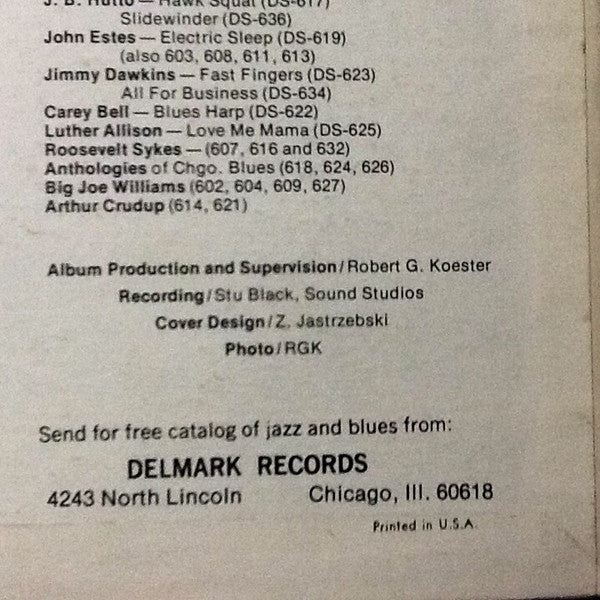 J. B. Hutto — Hawk Squat (DS-617)
Slidewinder (DS-636)
John Estes — Electric Sleep (DS-619)
(also 603, 608, 611, 613)
Jimmy Dawkins — Fast Fingers (DS-623)
All For Business (DS-634)
Carey Bell — Blues Harp (DS-622)
Luther Allison — Love Me Mama (DS-625)
Roosevelt Sykes — (607, 616 and 632)
Anthologies of Chgo. Blues (618, 624, 626)
Big Joe Williams (602, 604, 609, 627)
Arthur Crudup (614, 621)
Album Production and Supervision/Robert G. Koester
Recording/Stu Black, Sound Studios
Cover Design/Z. Jastrzebski
Photo/RGK
Send for free catalog of jazz and blues from:
DELMARK RECORDS
4243 North Lincoln Chicago, Ill. 60618
Printed in U.S.A.